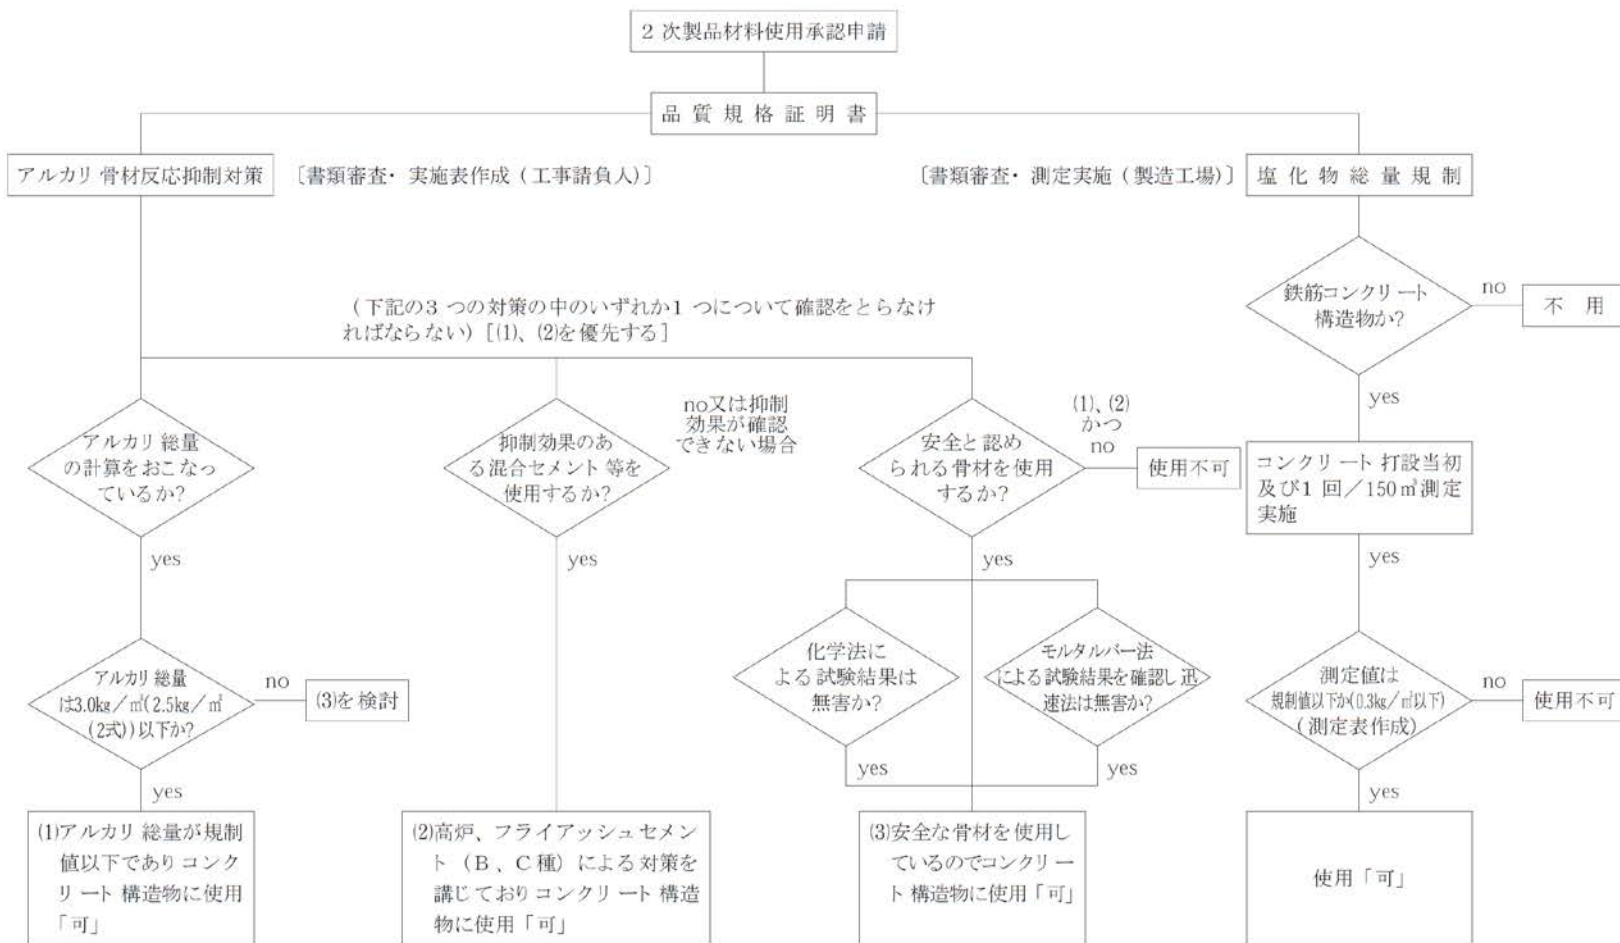 2次製品材料使用承認申請
品質規格証明書
アルカリ骨材反応抑制対策
〔書類審査・実施表作成(工事請負人)〕
〔書類審査・測定実施(製造工場)〕
塩化物総量規制
(下記の3つの対策の中のいずれか1つについて確認をとらなけ
ればならない)[⑴、⑵を優先する]
鉄筋コンクリート
構造物か?
no
不用
yes
アルカリ総量
の計算をおこなっ
ているか?
yes
抑制効果のあ
る混合セメント等を
使用するか?
no又は抑制
効果が確認
できない場合
yes
安全と認め
られる骨材を使用
するか?
⑴、⑵
かつ
no
使用不可
yes
コンクリート打設当初
及び1回/150㎥測定
実施
yes
アルカリ総量
は3.0kg/㎥(2.5kg/㎥
(2式))以下か?
no
⑶を検討
yes
化学法に
よる試験結果は
無害か?
yes
モルタルバー法
による試験結果を確認し迅
速法は無害か?
yes
測定値は
規制値以下か(0.3kg/㎥以下)
(測定表作成)
no
使用不可
yes
⑴アルカリ総量が規制
値以下でありコンク
リート構造物に使用
「可」
⑵高炉、フライアッシュセメン
ト(B、C種)による対策を
講じておりコンクリート構造
物に使用「可」
⑶安全な骨材を使用し
ているのでコンクリー
ト構造物に使用「可」
使用「可」